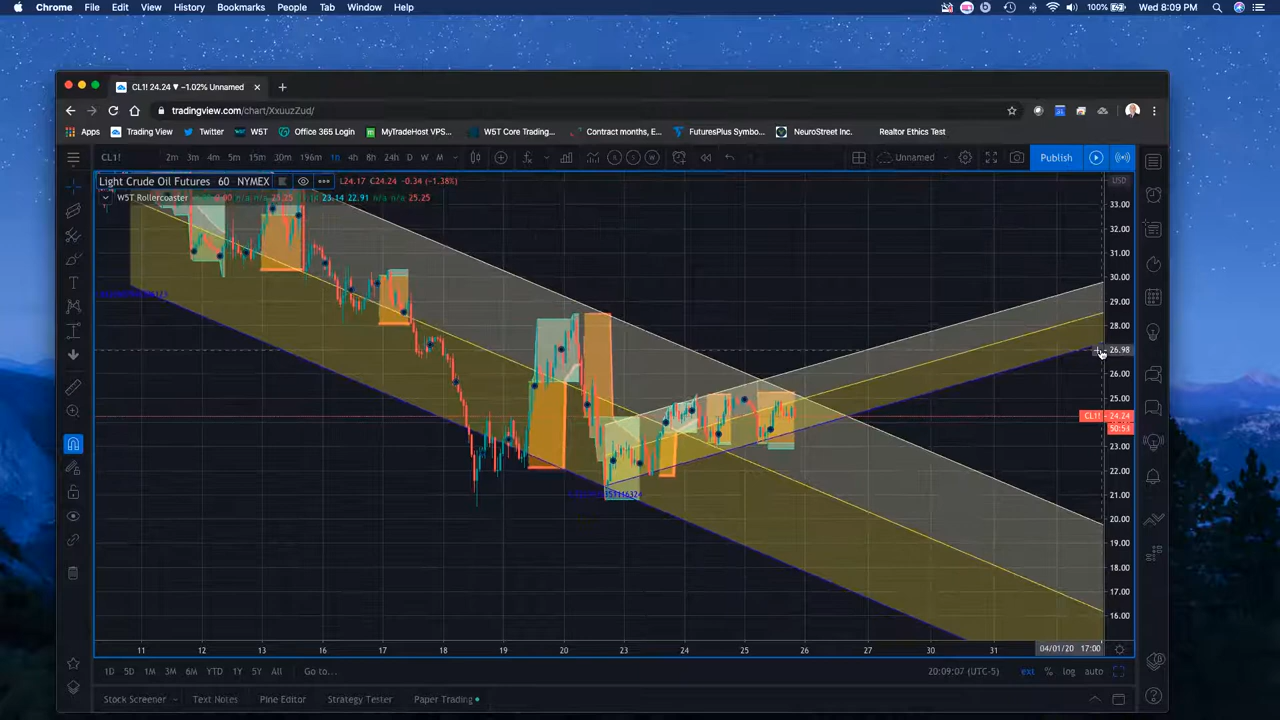 Chrome File Edit View History Bookmarks People Tab Window Help 100% Wed 8:09 PM
CL1! 24.24 ▼ −1.02% Unnamed
tradingview.com/chart/XxuuzZud/
Apps Trading View Twitter W5T Office 365 Login MyTradeHost VPS... W5T Core Trading... Contract months, E... FuturesPlus Symbo... NeuroStreet Inc. Realtor Ethics Test
CL1! 2m 3m 4m 5m 15m 30m 196m 1h 4h 8h 24h D W M Unnamed Publish
Light Crude Oil Futures 60 NYMEX L24.17 C24.24 -0.34 (-1.38%)
USD
W5T Rollercoaster 23.14 22.91 n/a n/a 25.25
33.00
32.00
31.00
30.00
29.00
28.00
26.98
26.00
25.00
CL1! 24.24
50:53
23.00
22.00
21.00
20.00
19.00
18.00
17.00
16.00
11 12 13 16 17 18 19 20 23 24 25 26 27 30 31 04/01/20 17:00
1D 5D 1M 3M 6M YTD 1Y 5Y All Go to... 20:09:07 (UTC-5) ext % log auto
Stock Screener Text Notes Pine Editor Strategy Tester Paper Trading